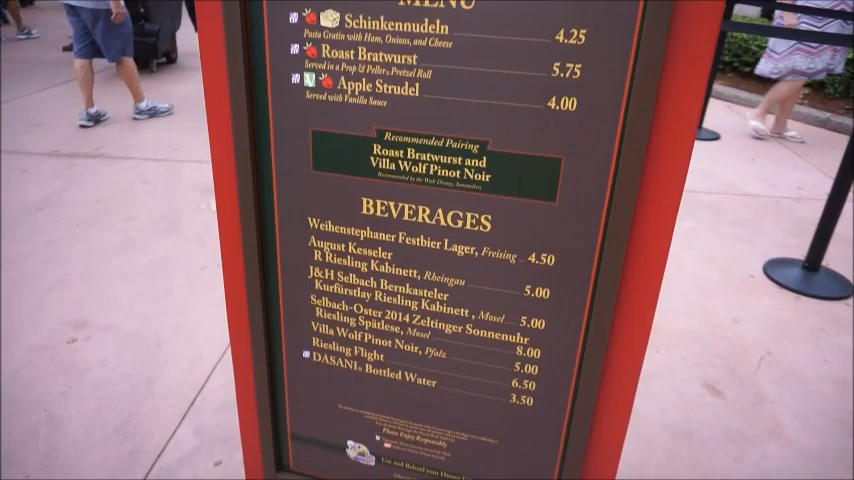 MENU
Schinkennudeln 4.25
Pasta Gratin with Ham, Onions, and Cheese
Roast Bratwurst 5.75
Served in a Prop & Peller® Pretzel Roll
Apple Strudel 4.00
Served with Vanilla Sauce
Recommended Pairing
Roast Bratwurst and
Villa Wolf Pinot Noir
Recommended by the Walt Disney® Sommeliers
BEVERAGES
Weihenstephaner Festbier Lager, Freising 4.50
August Kesseler
R Riesling Kabinett, Rheingau 5.00
J&H Selbach Bernkasteler
Kurfürstlay Riesling Kabinett , Mosel 5.00
Selbach-Oster 2014 Zeltinger Sonnenuhr
Riesling Spätlese, Mosel 8.00
Villa Wolf Pinot Noir, Pfalz 5.00
Riesling Flight 6.50
DASANI® Bottled Water 3.50
Please Enjoy Responsibly
Use and Reload your Disney